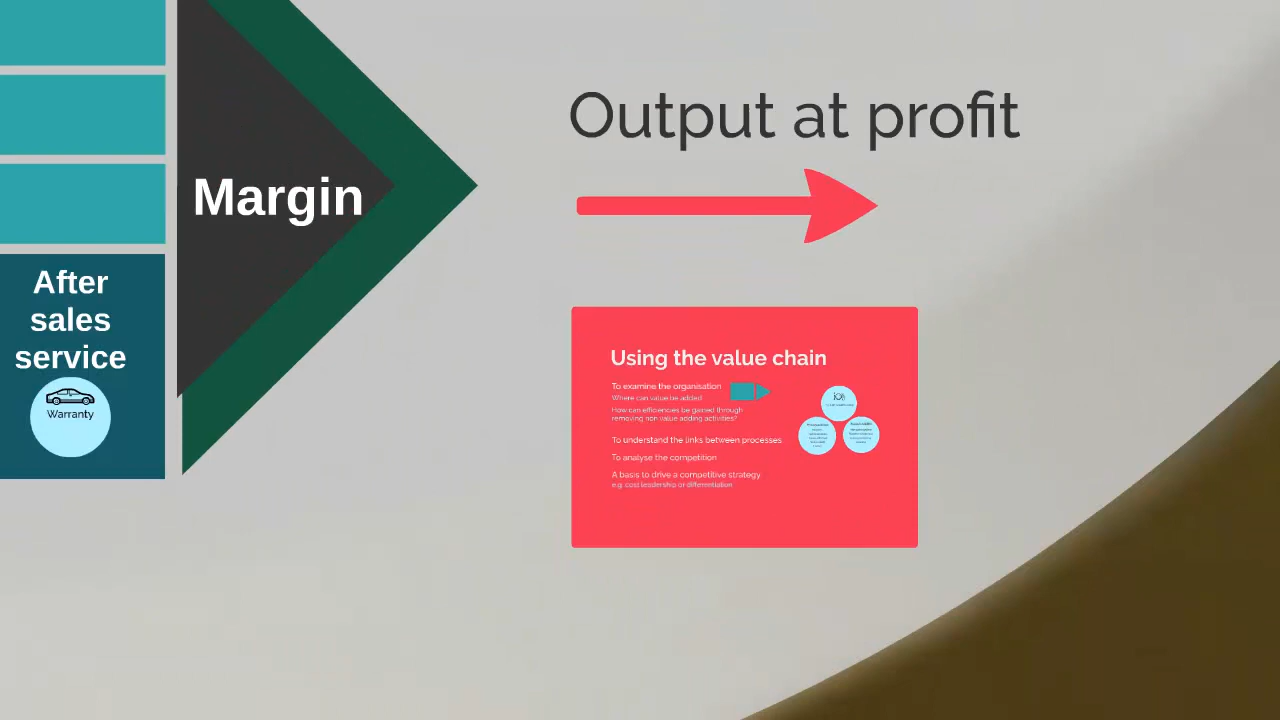 Output at profit
Margin
After
sales
service
Warranty
Using the value chain
To examine the organisation
Where can value be added
How can efficiencies be gained through
removing non value adding activities?
To understand the links between processes
To analyse the competition
A basis to drive a competitive strategy
e.g. cost leadership or differentiation